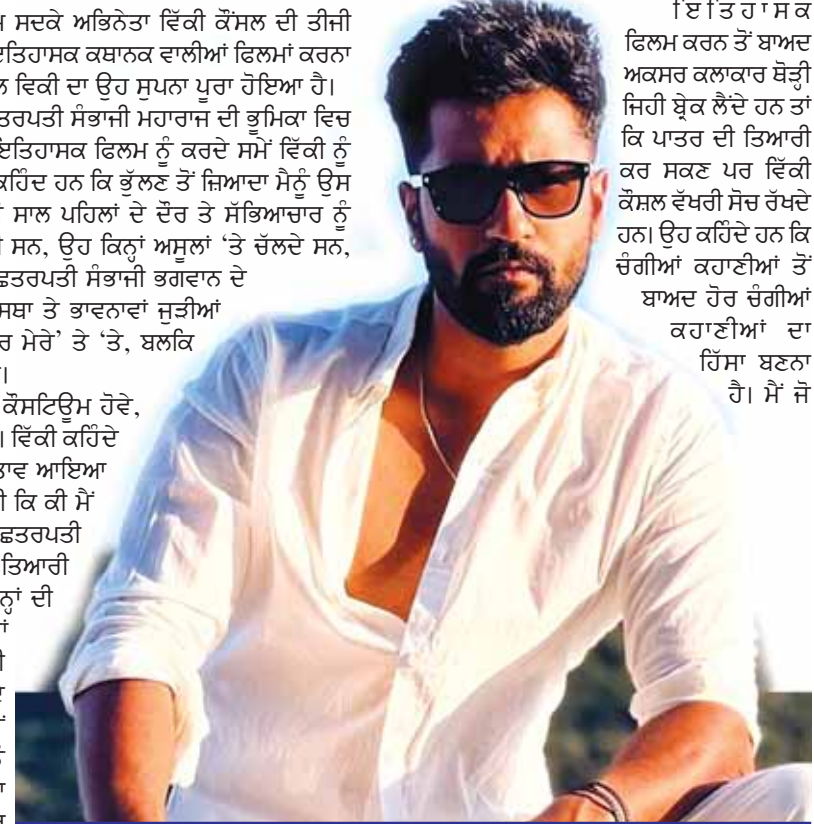 ਸਦਕੇ ਅਭਿਨੇਤਾ ਵਿੱਕੀ ਕੌਂਸਲ ਦੀ ਤੀਜੀ
ਇਤਿਹਾਸਕ ਕਥਾਨਕ ਵਾਲੀਆਂ ਫਿਲਮਾਂ ਕਰਨਾ
ਵਿਕੀ ਦਾ ਉਹ ਸੁਪਨਾ ਪੂਰਾ ਹੋਇਆ ਹੈ।
ਸੰਭਾਜੀ ਮਹਾਰਾਜ ਦੀ ਭੂਮਿਕਾ ਵਿਚ
ਇਤਿਹਾਸਕ ਫਿਲਮ ਨੂੰ ਕਰਦੇ ਸਮੇਂ ਵਿੱਕੀ ਨੂੰ
ਕਹਿੰਦ ਹਨ ਕਿ ਭੁੱਲਣ ਤੋਂ ਜ਼ਿਆਦਾ ਮੈਨੂੰ ਉਸ
ਸਾਲ ਪਹਿਲਾਂ ਦੇ ਦੌਰ ਤੇ ਸੱਭਿਆਚਾਰ ਨੂੰ
ਸਨ, ਉਹ ਕਿਨ੍ਹਾਂ ਅਸੂਲਾਂ ‘ਤੇ ਚੱਲਦੇ ਸਨ,
ਛਤਰਪਤੀ ਸੰਭਾਜੀ ਭਗਵਾਨ ਦੇ
ਤੇ ਭਾਵਨਾਵਾਂ ਜੁੜੀਆਂ
ਮੇਰੇ’ ਤੇ ‘ਤੇ, ਬਲਕਿ
ਕੌਸਟਿਊਮ ਹੋਵੇ,
ਵਿੱਕੀ ਕਹਿੰਦੇ
ਆਇਆ
ਕਿ ਕੀ ਮੈਂ
ਛਤਰਪਤੀ
ਤਿਆਰੀ
ਦੀ
ਇਤਿਹਾਸਕ
ਫਿਲਮ ਕਰਨ ਤੋਂ ਬਾਅਦ
ਅਕਸਰ ਕਲਾਕਾਰ ਥੋੜ੍ਹੀ
ਜਿਹੀ ਬ੍ਰੇਕ ਲੈਂਦੇ ਹਨ ਤਾਂ
ਕਿ ਪਾਤਰ ਦੀ ਤਿਆਰੀ
ਕਰ ਸਕਣ ਪਰ ਵਿੱਕੀ
ਕੌਸ਼ਲ ਵੱਖਰੀ ਸੋਚ ਰੱਖਦੇ
ਹਨ। ਉਹ ਕਹਿੰਦੇ ਹਨ ਕਿ
ਚੰਗੀਆਂ ਕਹਾਣੀਆਂ ਤੋਂ
ਬਾਅਦ ਹੋਰ ਚੰਗੀਆਂ
ਕਹਾਣੀਆਂ ਦਾ
ਹਿੱਸਾ ਬਣਨਾ
ਹੈ। ਮੈਂ ਜੋ